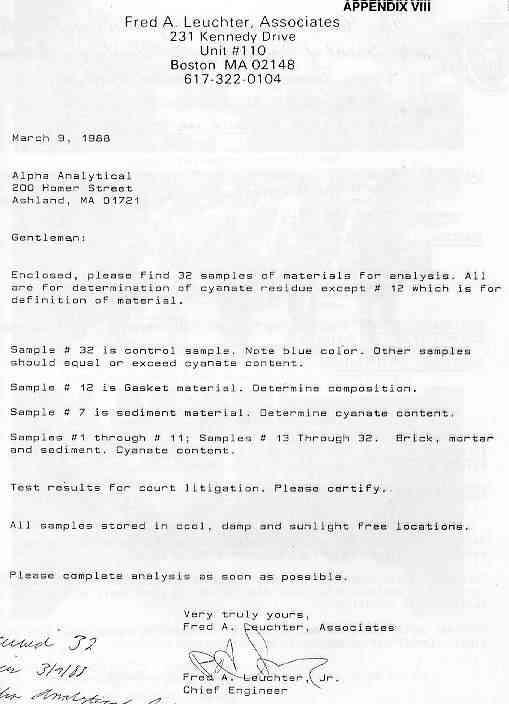 APPENDIX VIII
Fred A. Leuchter, Associates
231 Kennedy Drive
Unit #110
Boston MA 02148
617-322-0104
March 9, 1988
Alpha Analytical
200 Homer Street
Ashland, MA 01721
Gentleman:
Enclosed, please find 32 samples of materials for analysis. All
are for determination of cyanate residue except # 12 which is for
definition of material.
Sample # 32 is control sample. Note blue color. Other samples
should equal or exceed cyanate content.
Sample # 12 is Gasket material. Determine composition.
Sample # 7 is sediment material. Determine cyanate content.
Samples #1 through # 11; Samples # 13 Through 32. Brick, mortar
and sediment. Cyanate content.
Test results for court litigation. Please certify.
All samples stored in cool, damp and sunlight free locations.
Please complete analysis as soon as possible.
Very truly yours,
Fred A. Leuchter, Associates
Fred A. Leuchter, Jr.
Chief Engineer
32
3/9/88